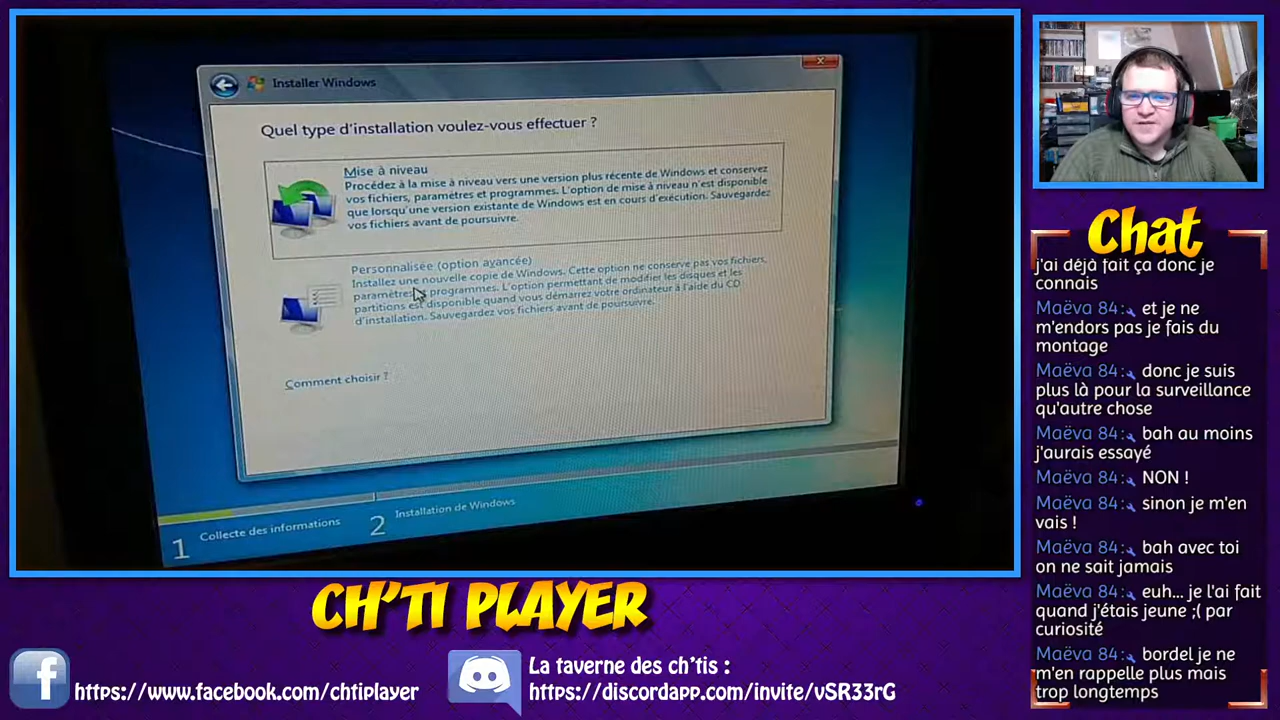 Installer Windows
Quel type d'installation voulez-vous effectuer ?
Mise à niveau
Procédez à la mise à niveau vers une version plus récente de Windows et conservez
vos fichiers, paramètres et programmes. L'option de mise à niveau n'est disponible
que lorsqu'une version existante de Windows est en cours d'exécution. Sauvegardez
vos fichiers avant de poursuivre.
Personnalisée (option avancée)
Installez une nouvelle copie de Windows. Cette option ne conserve pas vos fichiers,
paramètres programmes. L'option permettant de modifier les disques et les
partitions est disponible quand vous démarrez votre ordinateur à l'aide du CD
d'installation. Sauvegardez vos fichiers avant de poursuivre.
Comment choisir ?
1 Collecte des informations
2 Installation de Windows
Chat
j'ai déjà fait ça donc je
connais
Maëva 84: et je ne
m'endors pas je fais du
montage
Maëva 84: donc je suis
plus là pour la surveillance
qu'autre chose
Maëva 84: bah au moins
j'aurais essayé
Maëva 84: NON !
Maëva 84: sinon je m'en
vais !
Maëva 84: bah avec toi
on ne sait jamais
Maëva 84: euh... je l'ai fait
quand j'étais jeune ;( par
curiosité
Maëva 84: bordel je ne
m'en rappelle plus mais
trop longtemps
CH'TI PLAYER
https://www.facebook.com/chtiplayer
La taverne des ch'tis :
https://discordapp.com/invite/vSR33rG